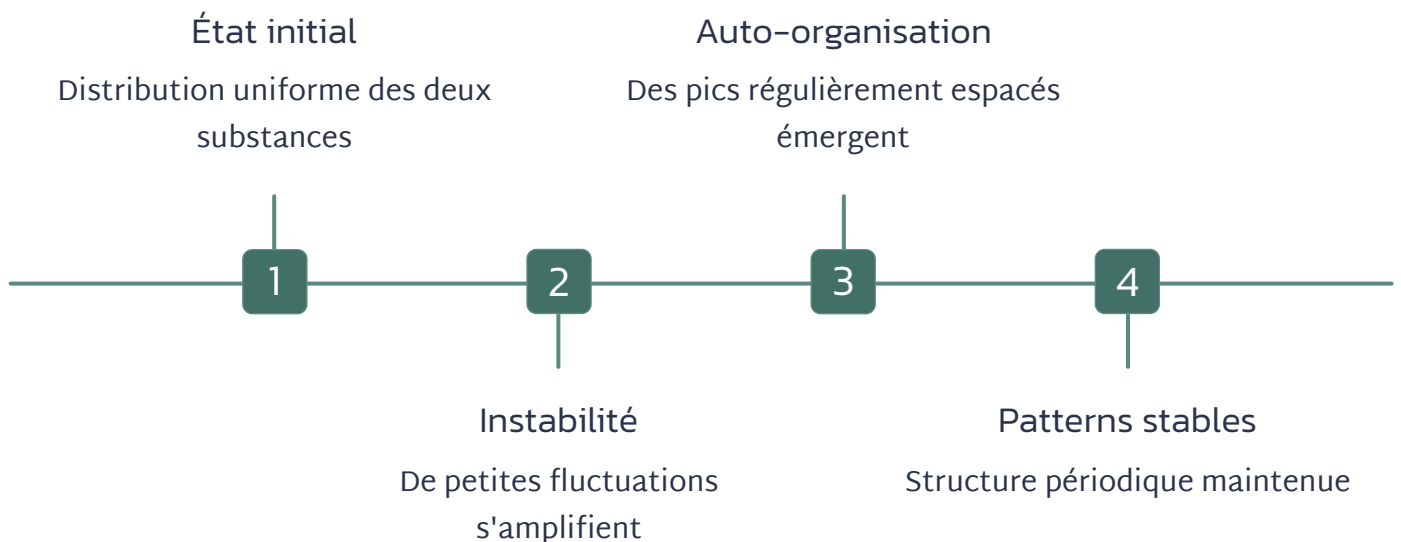 État initial
Distribution uniforme des deux
substances
Auto-organisation
Des pics régulièrement espacés
émergent
1
2
3
4
Instabilité
De petites fluctuations
s'amplifient
Patterns stables
Structure périodique maintenue